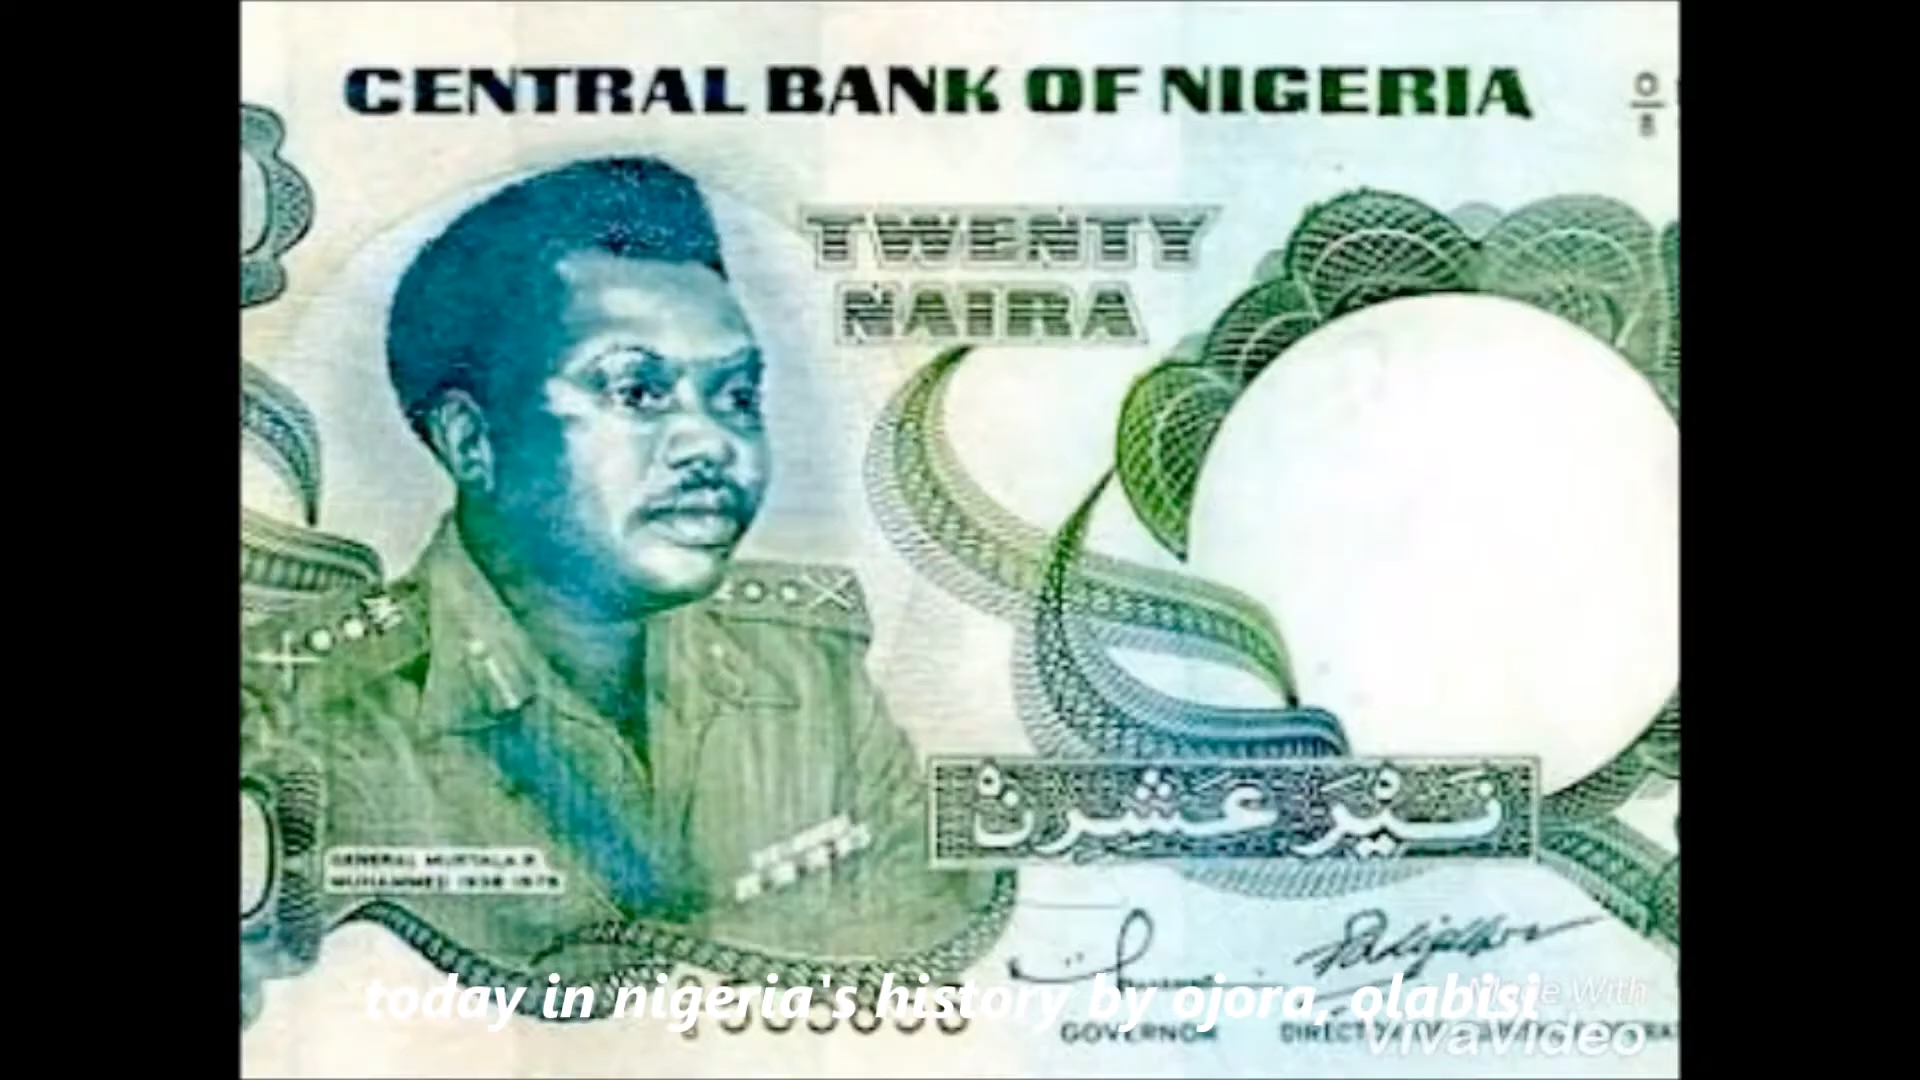 CENTRAL BANK OF NIGERIA
TWENTY
NAIRA
نَيْرَ عَشْرِنْ
GENERAL MURTALA R.
MUHAMMED 1938-1976
today in nigeria's history by ojora, olabisi
Made With
VivaVideo
GOVERNOR